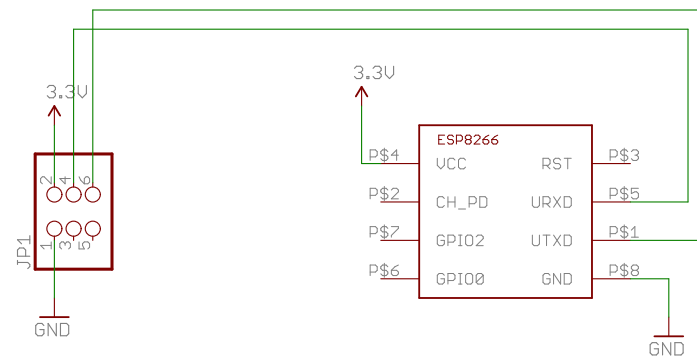 3.3V
3.3V
2 4 6
1 3 5
JP1
GND
ESP8266
P$4 VCC RST P$3
P$2 CH_PD URXD P$5
P$7 GPIO2 UTXD P$1
P$6 GPIO0 GND P$8
GND